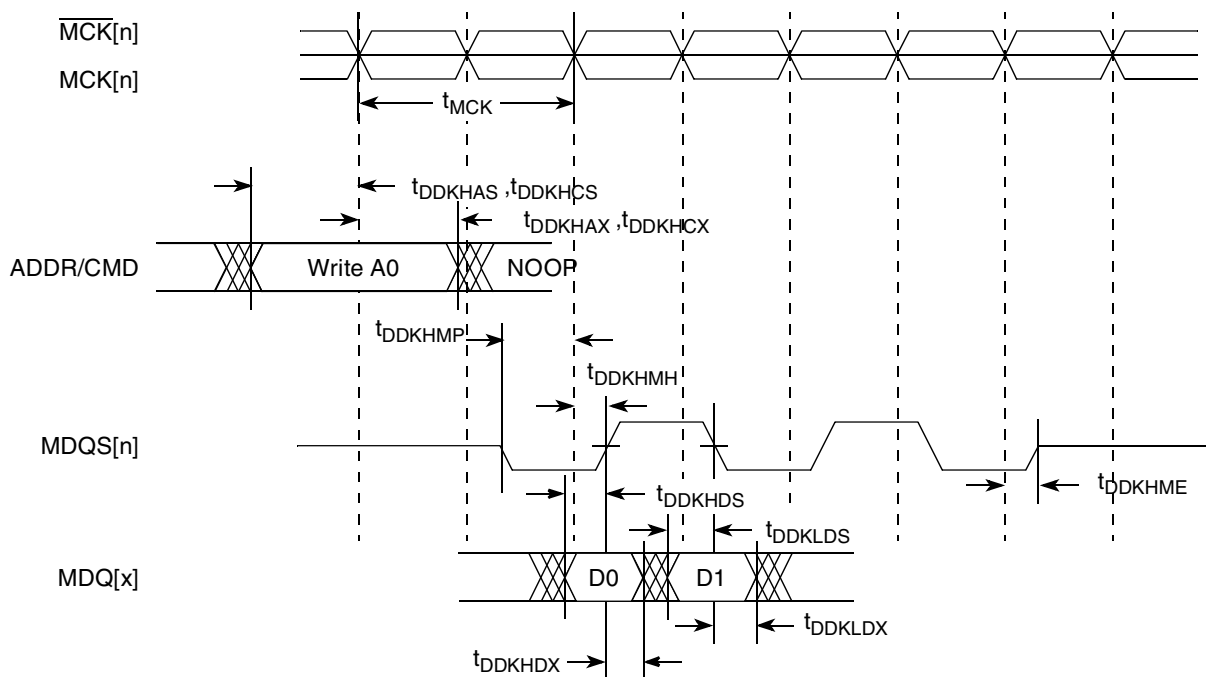 MCK[n]
MCK[n]
tMCK
tDDKHAS ,tDDKHCS
tDDKHAX ,tDDKHCX
ADDR/CMD
Write A0
NOOP
tDDKHMP
tDDKHMH
MDQS[n]
tDDKHME
tDDKHDS
tDDKLDS
MDQ[x]
D0
D1
tDDKLDX
tDDKHDX